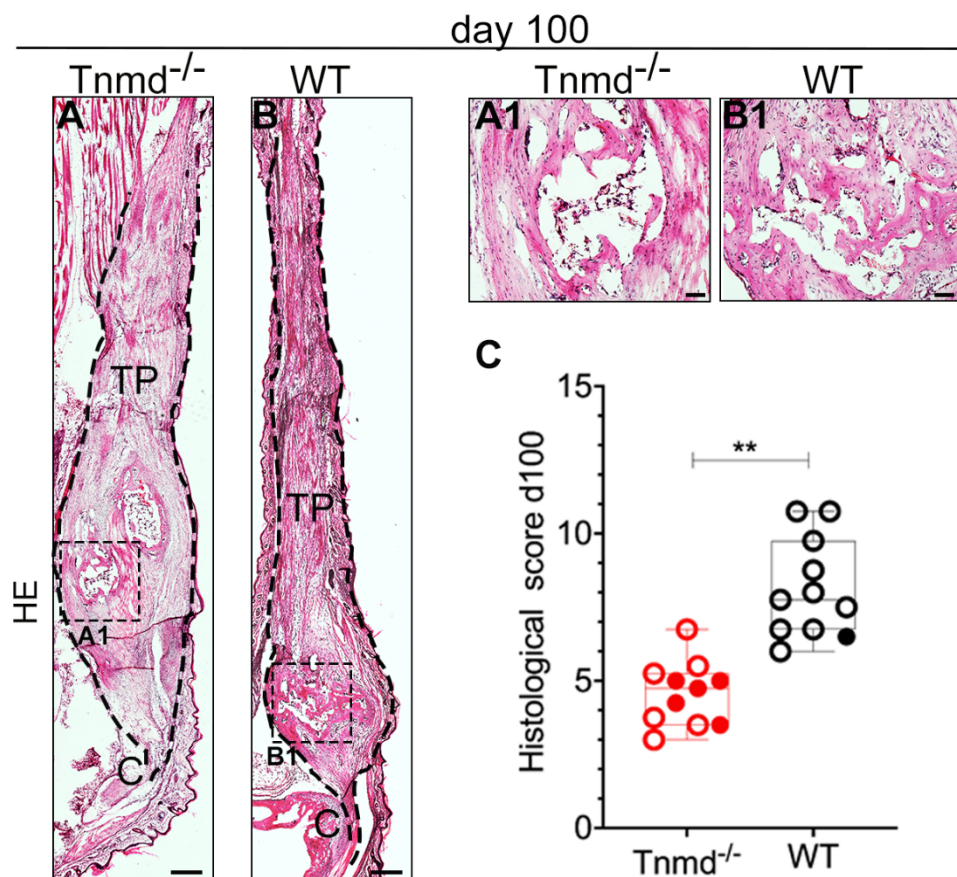 day 100
Tnmd-/-
WT
Tnmd-/-
WT
A
B
A1
B1
TP
TP
HE
A1
B1
C
C
C
Histological score d100
15
10
5
0
**
Tnmd-/-
WT